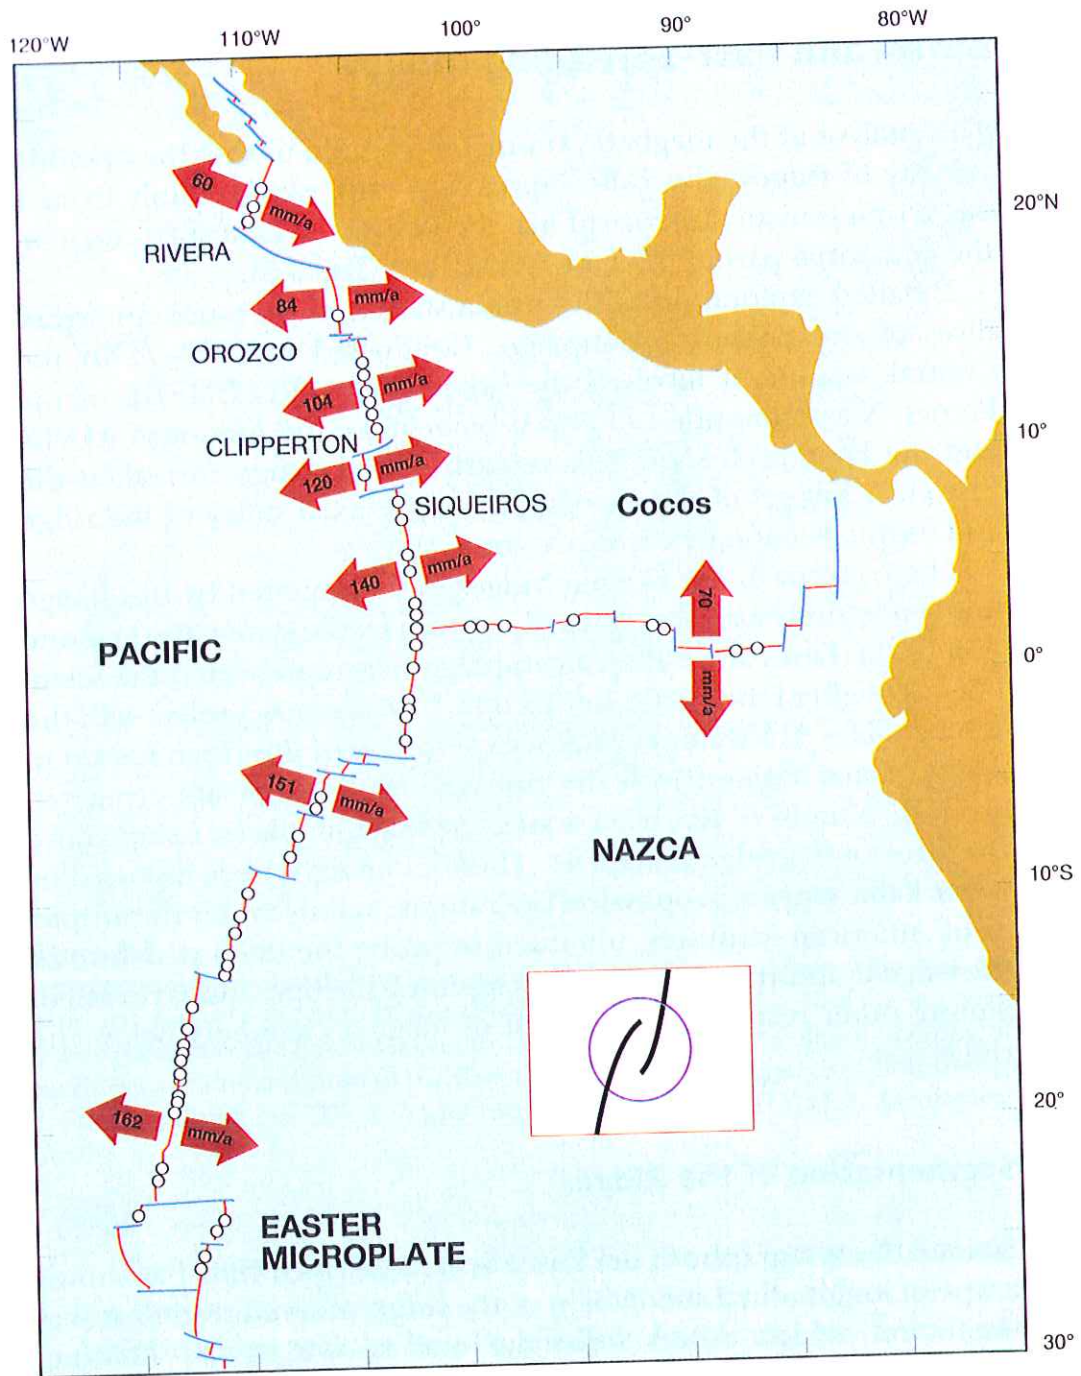 120°W 110°W 100° 90° 80°W
20°N
60 mm/a
RIVERA
84 mm/a
OROZCO
104 mm/a
10°
CLIPPERTON
120 mm/a
SIQUEIROS
Cocos
140 mm/a
70 mm/a
PACIFIC
0°
151 mm/a
NAZCA
10°S
20°
162 mm/a
EASTER
MICROPLATE
30°